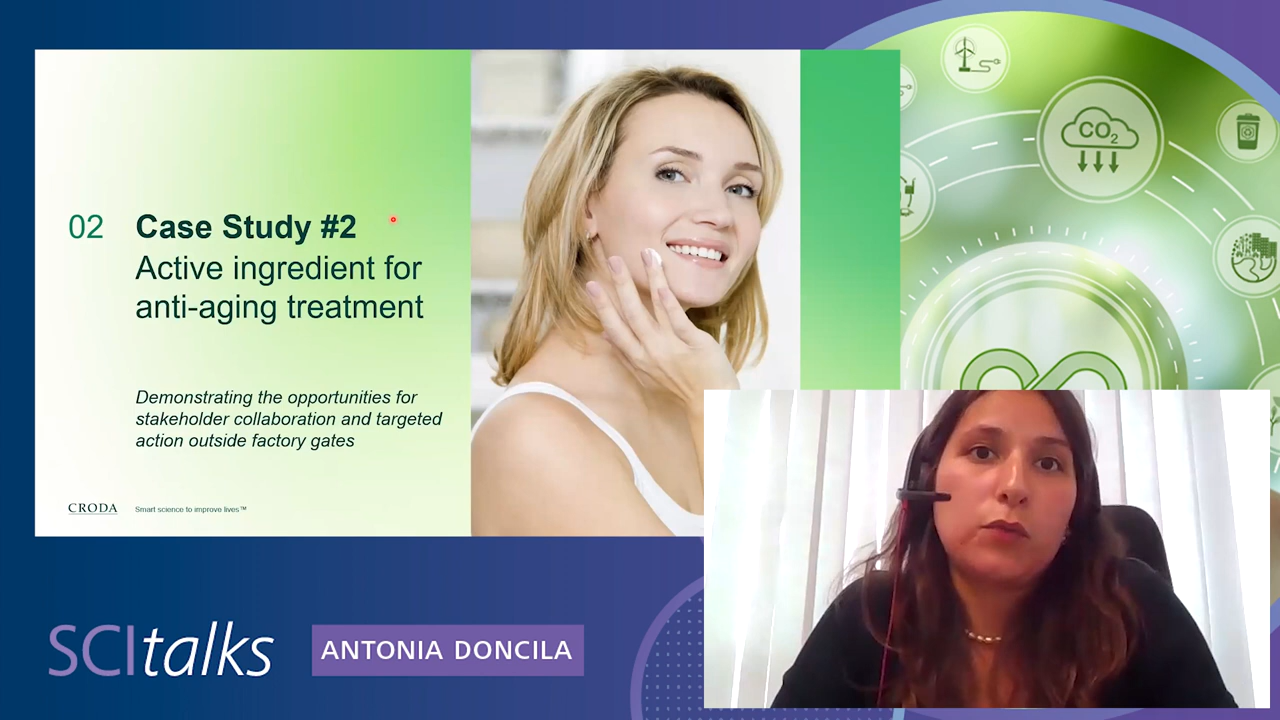 02 Case Study #2
Active ingredient for
anti-aging treatment
Demonstrating the opportunities for
stakeholder collaboration and targeted
action outside factory gates
CRODA Smart science to improve lives™
CO₂
SCItalks
ANTONIA DONCILA